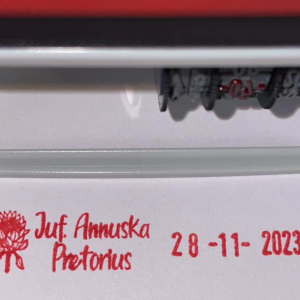 Juf. Annuska
Pretorius
28 -11- 2023